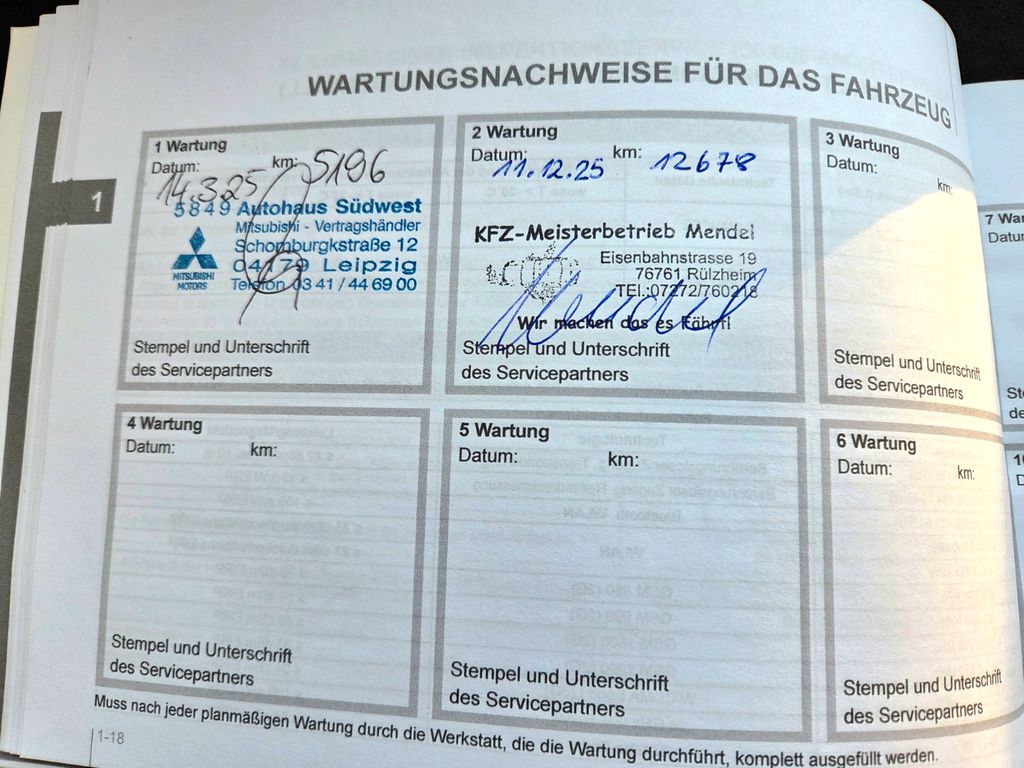 WARTUNGSNACHWEISE FÜR DAS FAHRZEUG
1 Wartung
Datum: km: 5196
14.3.25
5849 Autohaus Südwest
Mitsubishi - Vertragshändler
Schomburgkstraße 12
04179 Leipzig
Telefon 03 41 / 44 69 00
MITSUBISHI
MOTORS
Stempel und Unterschrift
des Servicepartners
2 Wartung
Datum: km:
11.12.25 12678
KFZ-Meisterbetrieb Mendel
Eisenbahnstrasse 19
76761 Rülzheim
TEL.:07272/760218
Wir machen das es Fährt!
Stempel und Unterschrift
des Servicepartners
3 Wartung
Datum: km:
Stempel und Unterschrift
des Servicepartners
4 Wartung
Datum: km:
Stempel und Unterschrift
des Servicepartners
5 Wartung
Datum: km:
Stempel und Unterschrift
des Servicepartners
6 Wartung
Datum: km:
Stempel und Unterschrift
des Servicepartners
Muss nach jeder planmäßigen Wartung durch die Werkstatt, die die Wartung durchführt, komplett ausgefüllt werden.
1-18
1
7 War
Datu